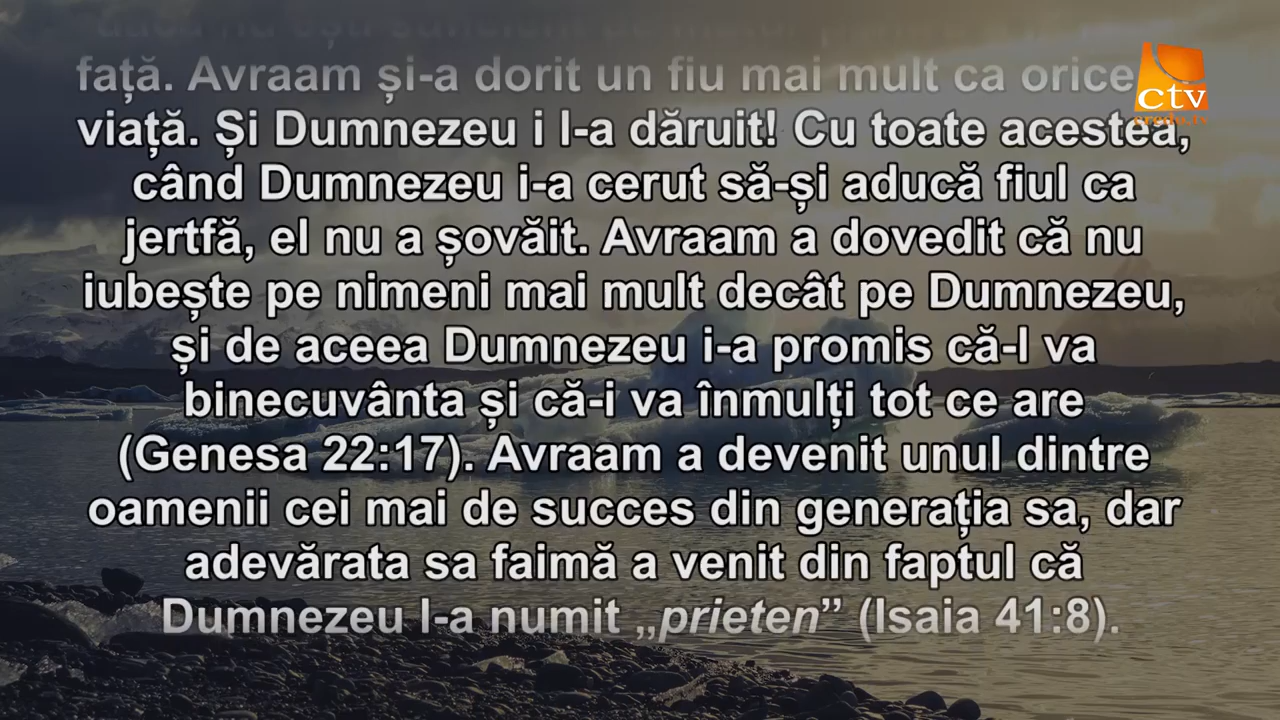 față. Avraam și-a dorit un fiu mai mult ca orice
viață. Și Dumnezeu i l-a dăruit! Cu toate acestea,
când Dumnezeu i-a cerut să-și aducă fiul ca
jertfă, el nu a șovăit. Avraam a dovedit că nu
iubește pe nimeni mai mult decât pe Dumnezeu,
și de aceea Dumnezeu i-a promis că-l va
binecuvânta și că-i va înmulți tot ce are
(Genesa 22:17). Avraam a devenit unul dintre
oamenii cei mai de succes din generația sa, dar
adevărata sa faimă a venit din faptul că
Dumnezeu l-a numit „prieten” (Isaia 41:8).
ctv
credo.tv